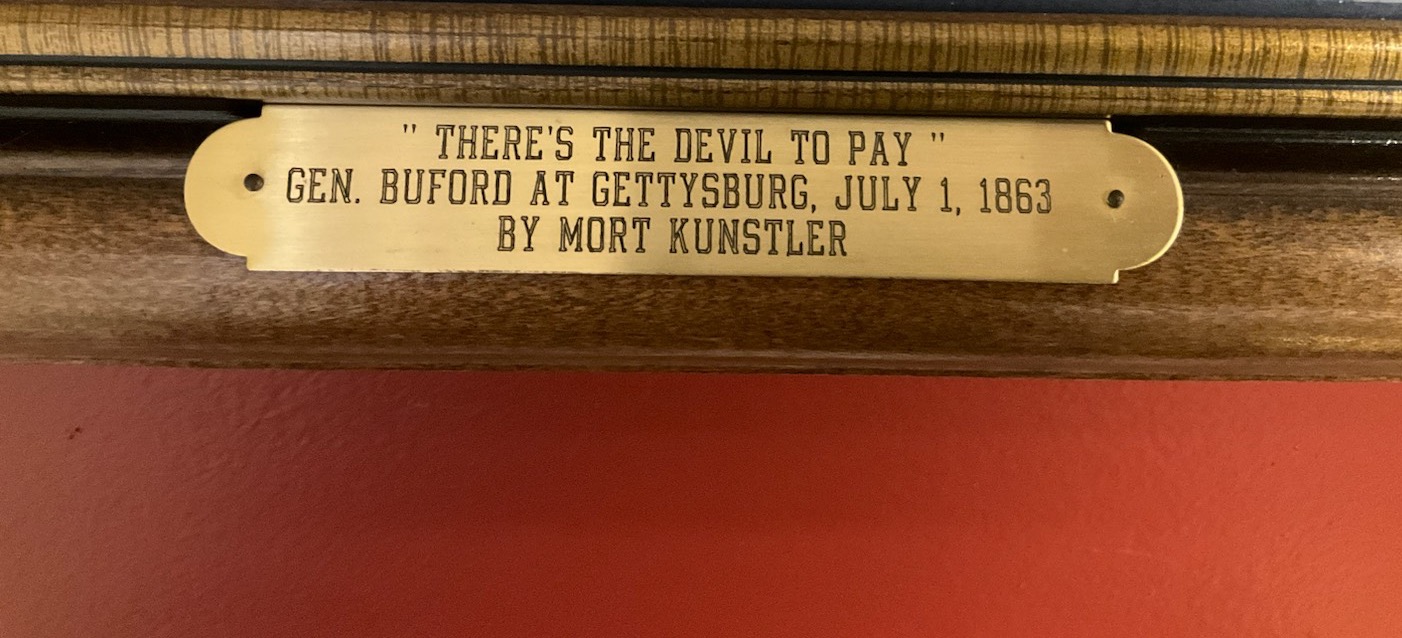 " THERE'S THE DEVIL TO PAY "
GEN. BUFORD AT GETTYSBURG, JULY 1, 1863
BY MORT KUNSTLER